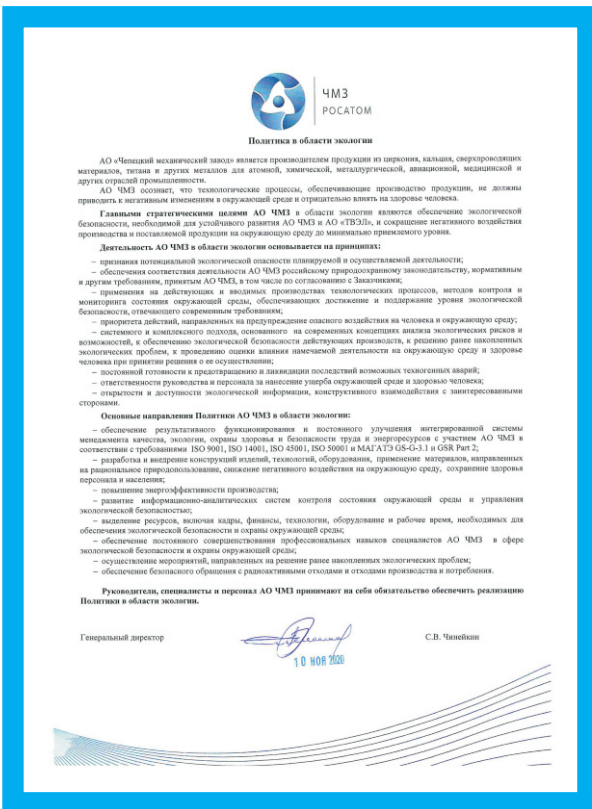 ЧМЗ
РОСАТОМ
Политика в области экологии
АО «Чепецкий механический завод» является производителем продукции из циркония, кальция, сверхпроводящих
материалов, титана и других металлов для атомной, химической, металлургической, авиационной, медицинской и
других отраслей промышленности.
АО ЧМЗ осознает, что технологические процессы, обеспечивающие производство продукции, не должны
приводить к негативным изменениям в окружающей среде и отрицательно влиять на здоровье человека.
Главными стратегическими целями АО ЧМЗ в области экологии являются обеспечение экологической
безопасности, необходимой для устойчивого развития АО ЧМЗ и АО «ТВЭЛ», и сокращение негативного воздействия
производства и поставляемой продукции на окружающую среду до минимально приемлемого уровня.
Деятельность АО ЧМЗ в области экологии основывается на принципах:
– признания потенциальной экологической опасности планируемой и осуществляемой деятельности;
– обеспечения соответствия деятельности АО ЧМЗ российскому природоохранному законодательству, нормативным
и другим требованиям, принятым АО ЧМЗ, в том числе по согласованию с Заказчиками;
– применения на действующих и вводимых производствах технологических процессов, методов контроля и
мониторинга состояния окружающей среды, обеспечивающих достижение и поддержание уровня экологической
безопасности, отвечающего современным требованиям;
– приоритета действий, направленных на предупреждение опасного воздействия на человека и окружающую среду;
– системного и комплексного подхода, основанного на современных концепциях анализа экологических рисков и
возможностей, к обеспечению экологической безопасности действующих производств, к решению ранее накопленных
экологических проблем, к проведению оценки влияния намечаемой деятельности на окружающую среду и здоровье
человека при принятии решения о ее осуществлении;
– постоянной готовности к предотвращению и ликвидации последствий возможных техногенных аварий;
– ответственности руководства и персонала за нанесение ущерба окружающей среде и здоровью человека;
– открытости и доступности экологической информации, конструктивного взаимодействия с заинтересованными
сторонами.
Основные направления Политики АО ЧМЗ в области экологии:
– обеспечение результативного функционирования и постоянного улучшения интегрированной системы
менеджмента качества, экологии, охраны здоровья и безопасности труда и энергоресурсов с участием АО ЧМЗ в
соответствии с требованиями ISO 9001, ISO 14001, ISO 45001, ISO 50001 и МАГАТЭ GS-G-3.1 и GSR Part 2;
– разработка и внедрение конструкций изделий, технологий, оборудования, применение материалов, направленных
на рациональное природопользование, снижение негативного воздействия на окружающую среду, сохранение здоровья
персонала и населения;
– повышение энергоэффективности производства;
– развитие информационно-аналитических систем контроля состояния окружающей среды и управления
экологической безопасностью;
– выделение ресурсов, включая кадры, финансы, технологии, оборудование и рабочее время, необходимых для
обеспечения экологической безопасности и охраны окружающей среды;
– обеспечение постоянного совершенствования профессиональных навыков специалистов АО ЧМЗ в сфере
экологической безопасности и охраны окружающей среды;
– осуществление мероприятий, направленных на решение ранее накопленных экологических проблем;
– обеспечение безопасного обращения с радиоактивными отходами и отходами производства и потребления.
Руководители, специалисты и персонал АО ЧМЗ принимают на себя обязательство обеспечить реализацию
Политики в области экологии.
Генеральный директор
С.В. Чинейкин
10 НОЯ 2020